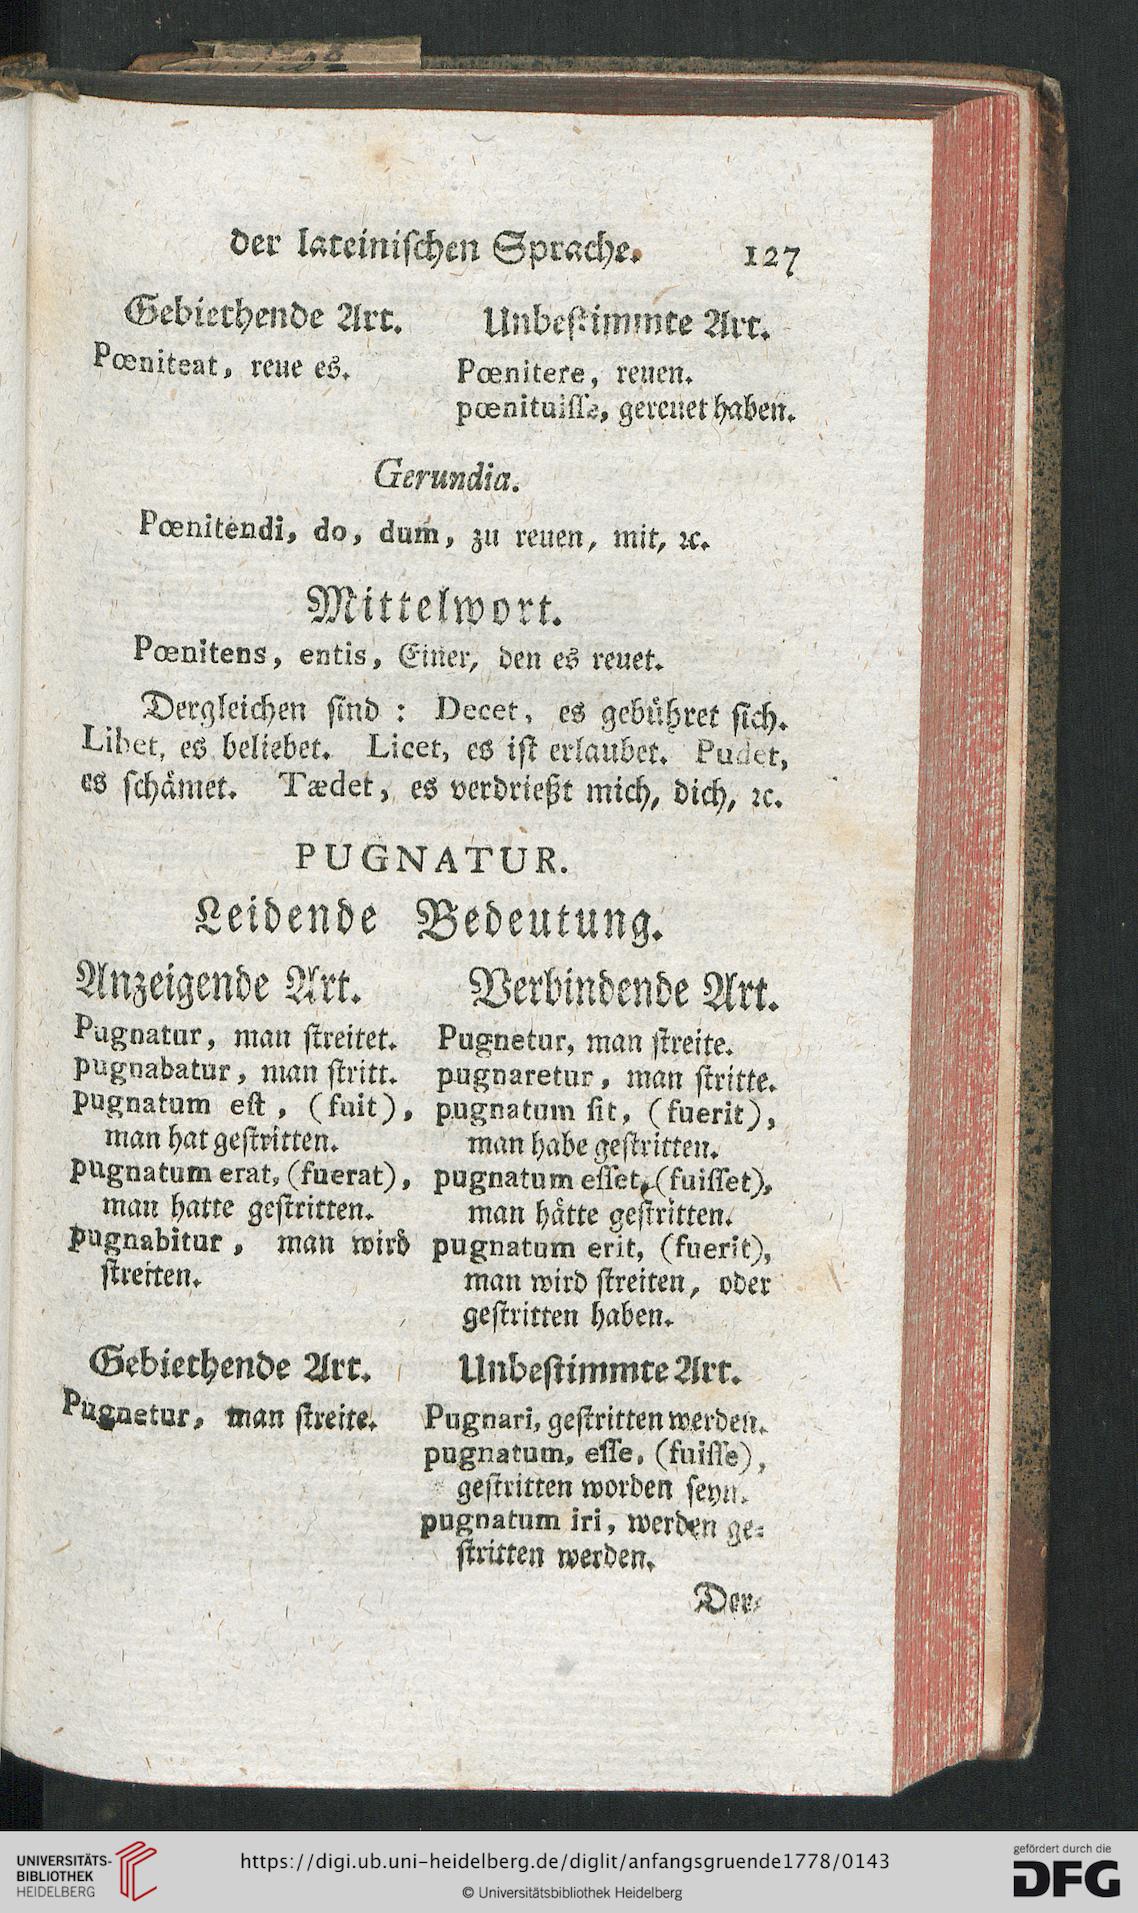 der lateiniſchen Sprache. 127
Gebiethende Art.
Pœniteat, reue es.
Unbeſtimmte Art.
Pœnitere, reuen.
pœnituiſſe, gereuet haben.
Gerundia.
Pœnitendi, do, dum, zu reuen, mit, ꝛc.
Mittelwort.
Pœnitens, entis, Einer, den es reuet.
Dergleichen ſind : Decet, es gebühret ſich.
Libet, es beliebet. Licet, es iſt erlaubet. Pudet,
es ſchämet. Tædet, es verdrießt mich, dich, ꝛc.
PUGNATUR.
Leidende Bedeutung.
Anzeigende Art.
Pugnatur, man ſtreitet.
pugnabatur, man ſtritt.
pugnatum eſt, (fuit),
man hat geſtritten.
pugnatum erat, (fuerat),
man hatte geſtritten.
pugnabitur, man wird
ſtreiten.
Verbindende Art.
Pugnetur, man ſtreite.
pugnaretur, man ſtritte.
pugnatum ſit, (fuerit),
man habe geſtritten.
pugnatum eſſet, (fuiſſet),
man hätte geſtritten.
pugnatum erit, (fuerit),
man wird ſtreiten, oder
geſtritten haben.
Gebiethende Art.
Pugnetur, man ſtreite.
Unbeſtimmte Art.
Pugnari, geſtritten werden.
pugnatum, eſſe, (fuiſſe),
geſtritten worden ſeyn.
pugnatum iri, werden ge⸗
ſtritten werden.
Der⸗
UNIVERSITÄTS-
BIBLIOTHEK
HEIDELBERG
https://digi.ub.uni-heidelberg.de/diglit/anfangsgruende1778/0143
© Universitätsbibliothek Heidelberg
gefördert durch die
DFG